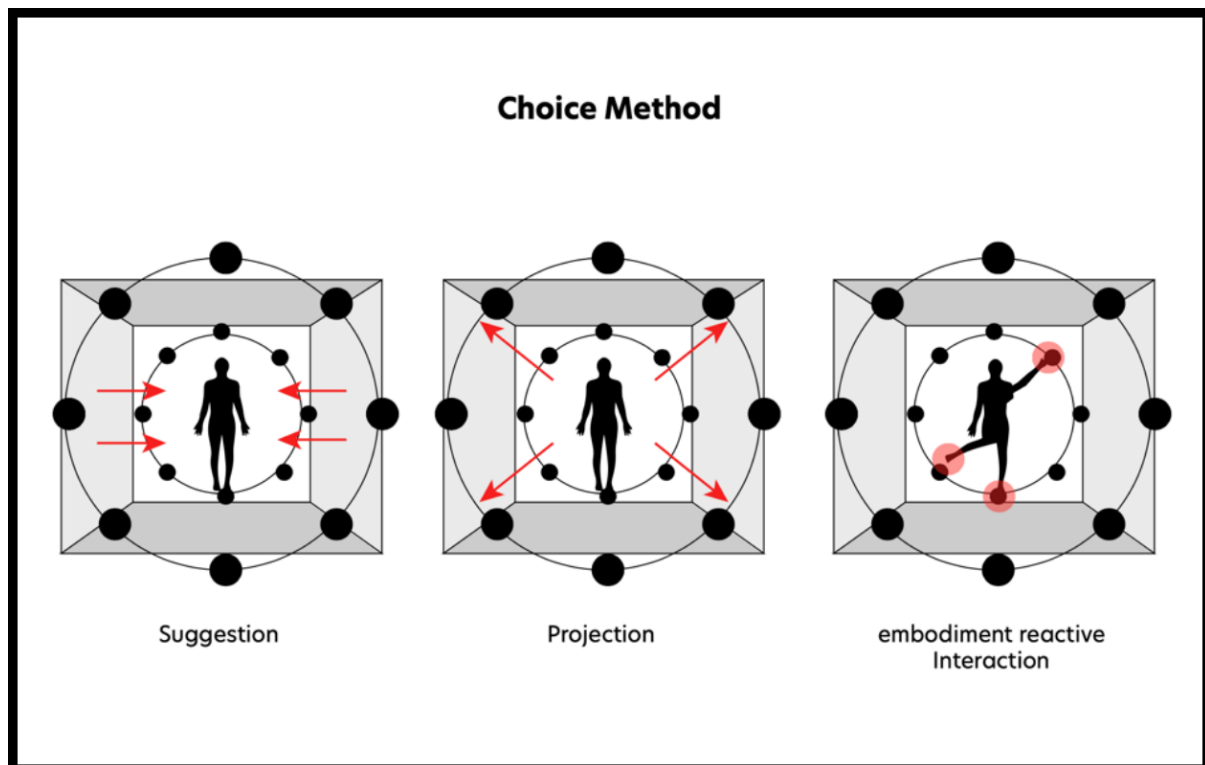 Choice Method
Suggestion
Projection
embodiment reactive
Interaction